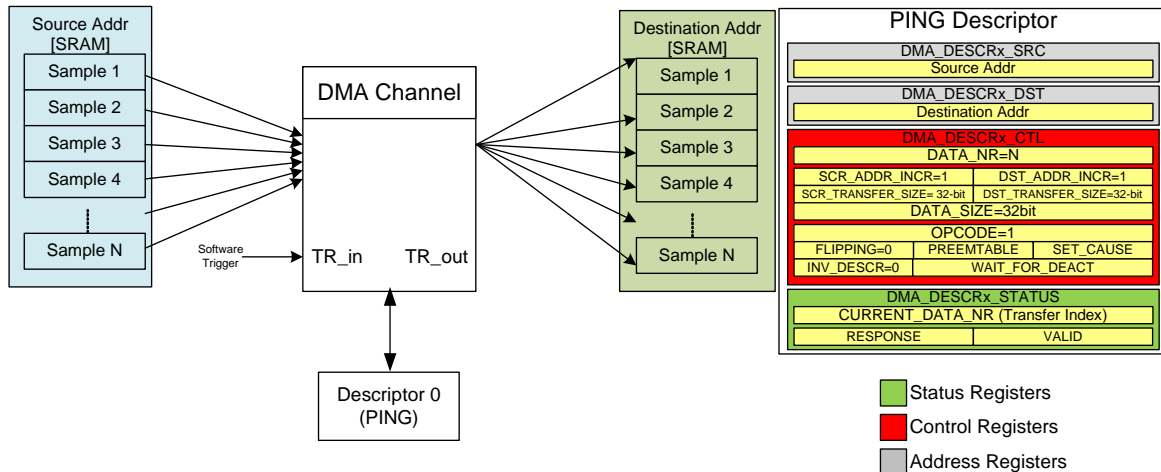 Source Addr
[SRAM]
Sample 1
Sample 2
Sample 3
Sample 4
Sample N
Software
Trigger
DMA Channel
TR_in
TR_out
Descriptor 0
(PING)
Destination Addr
[SRAM]
Sample 1
Sample 2
Sample 3
Sample 4
Sample N
PING Descriptor
DMA_DESCRx_SRC
Source Addr
DMA_DESCRx_DST
Destination Addr
DMA_DESCRx_CTL
DATA_NR=N
SCR_ADDR_INCR=1
DST_ADDR_INCR=1
SCR_TRANSFER_SIZE= 32-bit
DST_TRANSFER_SIZE=32-bit
DATA_SIZE=32bit
OPCODE=1
FLIPPING=0
PREEMTABLE
SET_CAUSE
INV_DESCR=0
WAIT_FOR_DEACT
DMA_DESCRx_STATUS
CURRENT_DATA_NR (Transfer Index)
RESPONSE
VALID
Status Registers
Control Registers
Address Registers